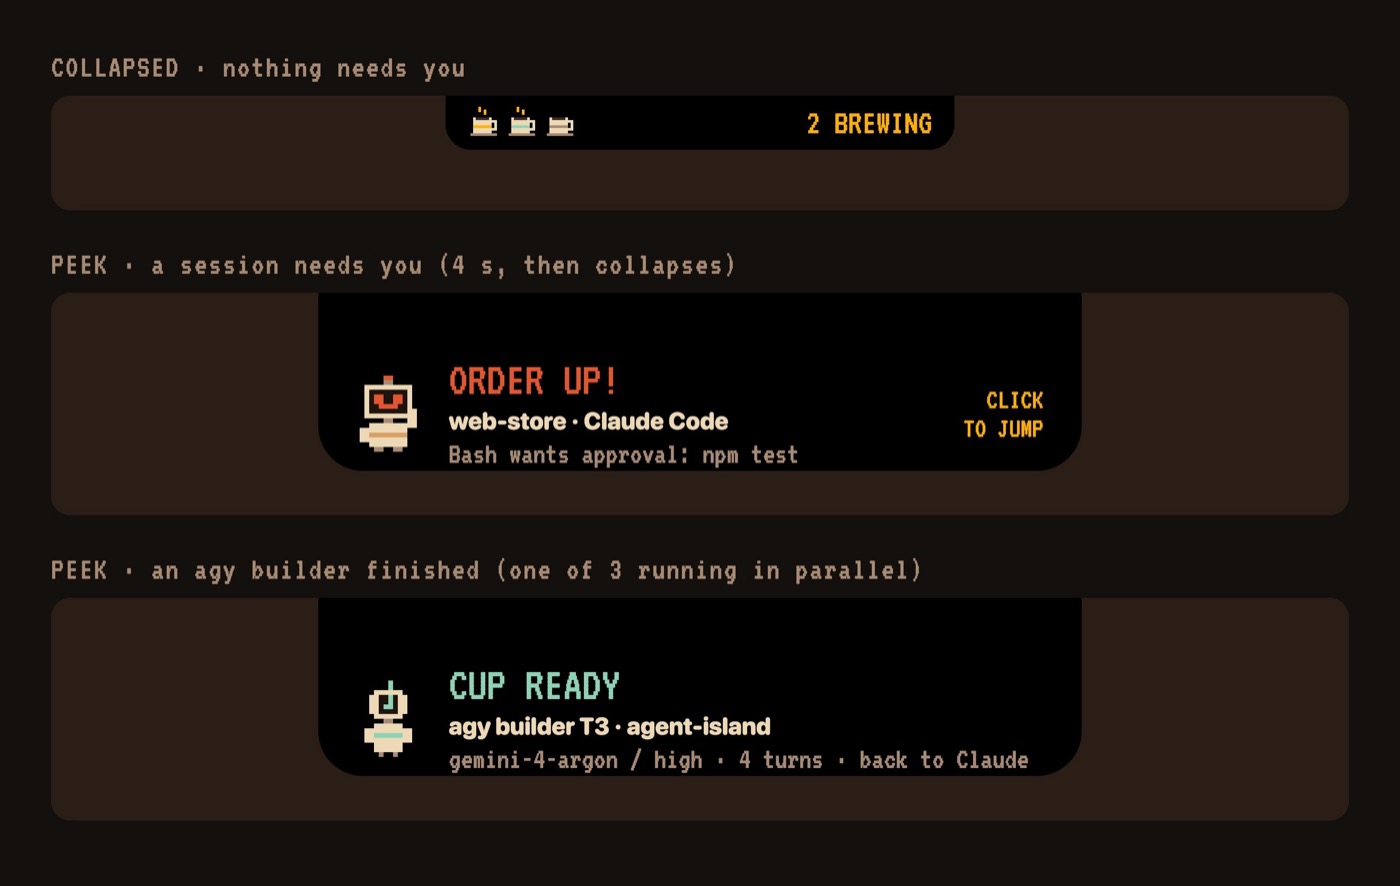 COLLAPSED · nothing needs you
2 BREWING
PEEK · a session needs you (4 s, then collapses)
ORDER UP!
web-store · Claude Code
Bash wants approval: npm test
CLICK
TO JUMP
PEEK · an agy builder finished (one of 3 running in parallel)
CUP READY
agy builder T3 · agent-island
gemini-4-argon / high · 4 turns · back to Claude